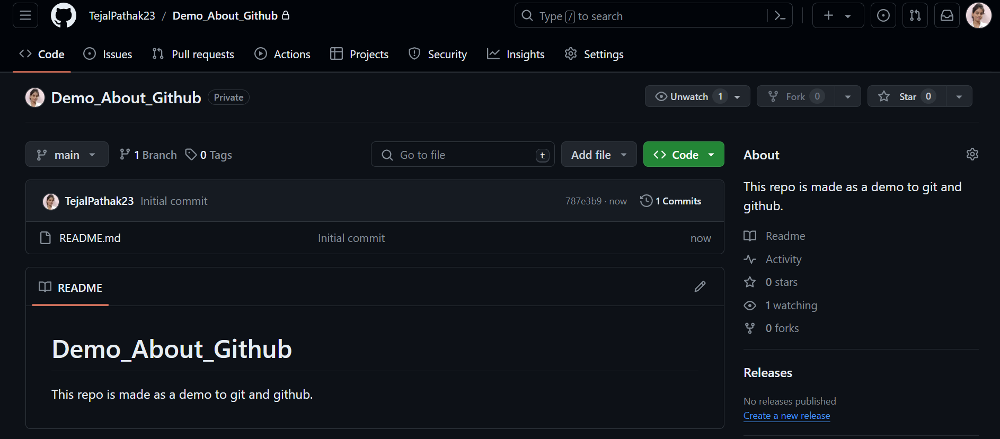 TejalPathak23 / Demo_About_Github
Type / to search
Code Issues Pull requests Actions Projects Security Insights Settings
Demo_About_Github Private
Unwatch 1 Fork 0 Star 0
main 1 Branch 0 Tags
Go to file t Add file Code
TejalPathak23 Initial commit 787e3b9 · now 1 Commits
README.md Initial commit now
README
Demo_About_Github
This repo is made as a demo to git and github.
About
This repo is made as a demo to git and
github.
Readme
Activity
0 stars
1 watching
0 forks
Releases
No releases published
Create a new release